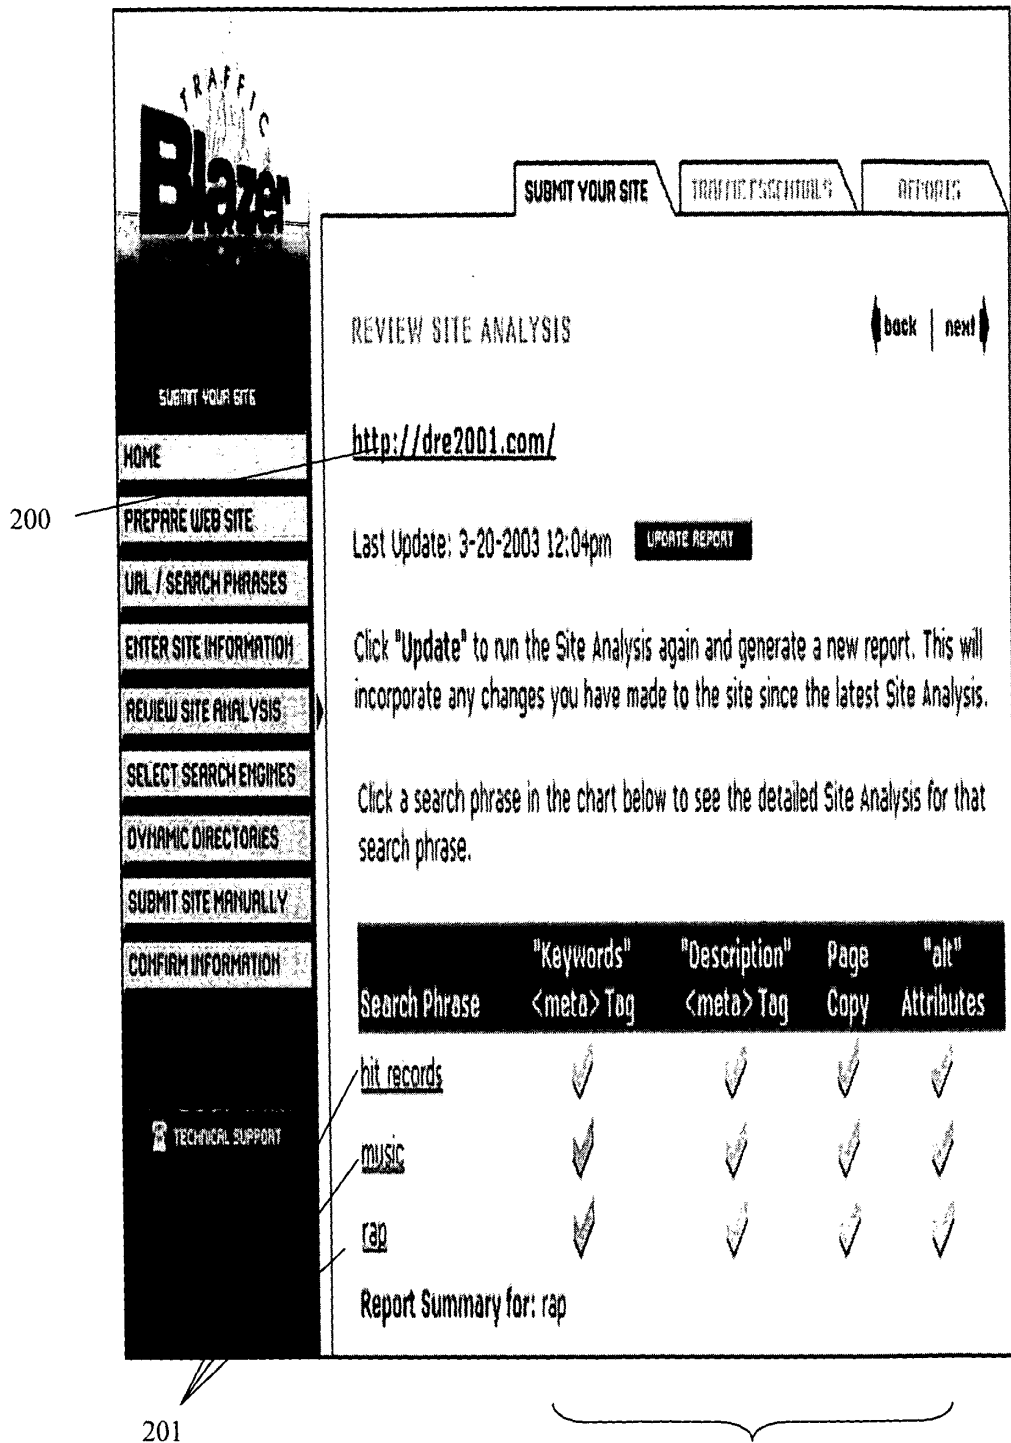 TRAFFIC
Blazer
SUBMIT YOUR SITE
TRAFFIC ESSENTIALS
REPORTS
REVIEW SITE ANALYSIS
back | next
SUBMIT YOUR SITE
HOME
PREPARE WEB SITE
URL / SEARCH PHRASES
ENTER SITE INFORMATION
REVIEW SITE ANALYSIS
SELECT SEARCH ENGINES
DYNAMIC DIRECTORIES
SUBMIT SITE MANUALLY
CONFIRM INFORMATION
TECHNICAL SUPPORT
200
http://dre2001.com/
Last Update: 3-20-2003 12:04pm UPDATE REPORT
Click "Update" to run the Site Analysis again and generate a new report. This will
incorporate any changes you have made to the site since the latest Site Analysis.
Click a search phrase in the chart below to see the detailed Site Analysis for that
search phrase.
"Keywords" "Description" Page "alt"
Search Phrase <meta> Tag <meta> Tag Copy Attributes
hit records
music
rap
Report Summary for: rap
201